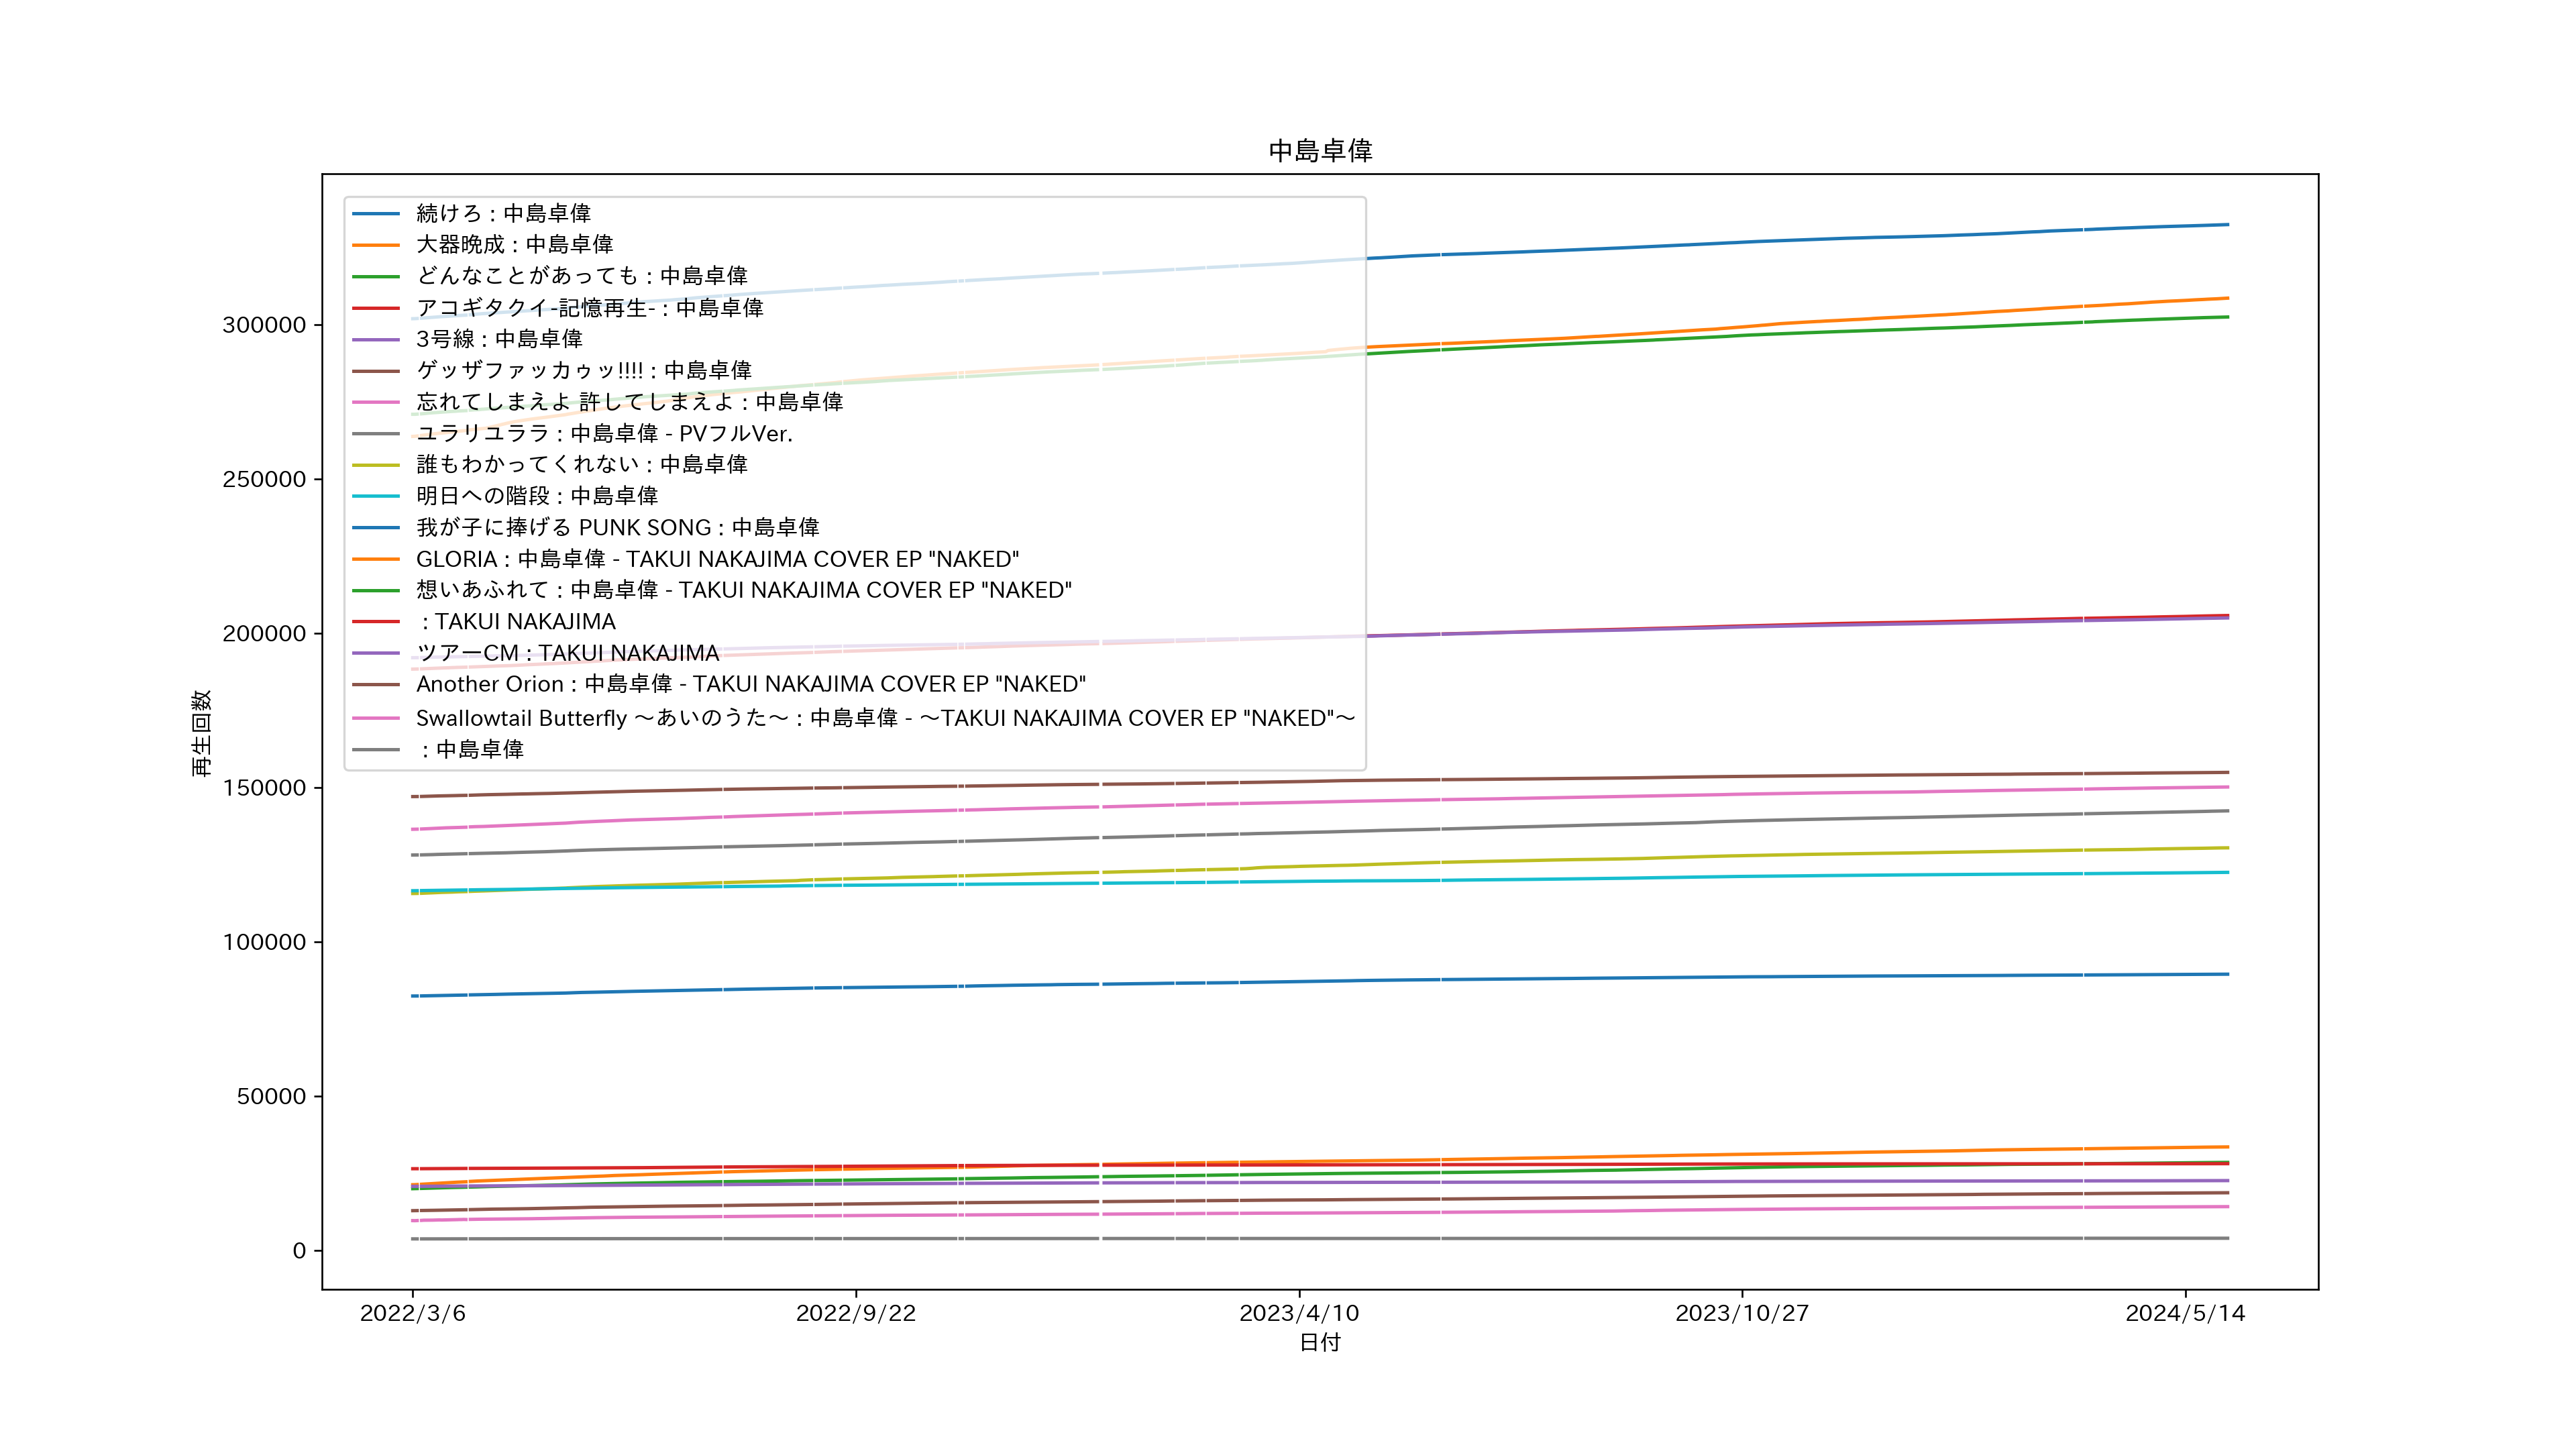 中島卓偉
続けろ : 中島卓偉
大器晩成 : 中島卓偉
どんなことがあっても : 中島卓偉
アコギタクイ-記憶再生- : 中島卓偉
3号線 : 中島卓偉
ゲッザファッカゥッ!!!! : 中島卓偉
忘れてしまえよ 許してしまえよ : 中島卓偉
ユラリユララ : 中島卓偉 - PVフルVer.
誰もわかってくれない : 中島卓偉
明日への階段 : 中島卓偉
我が子に捧げる PUNK SONG : 中島卓偉
GLORIA : 中島卓偉 - TAKUI NAKAJIMA COVER EP "NAKED"
想いあふれて : 中島卓偉 - TAKUI NAKAJIMA COVER EP "NAKED"
: TAKUI NAKAJIMA
ツアーCM : TAKUI NAKAJIMA
Another Orion : 中島卓偉 - TAKUI NAKAJIMA COVER EP "NAKED"
Swallowtail Butterfly 〜あいのうた〜 : 中島卓偉 - 〜TAKUI NAKAJIMA COVER EP "NAKED"〜
: 中島卓偉
再生回数
300000
250000
200000
150000
100000
50000
0
2022/3/6
2022/9/22
2023/4/10
2023/10/27
2024/5/14
日付